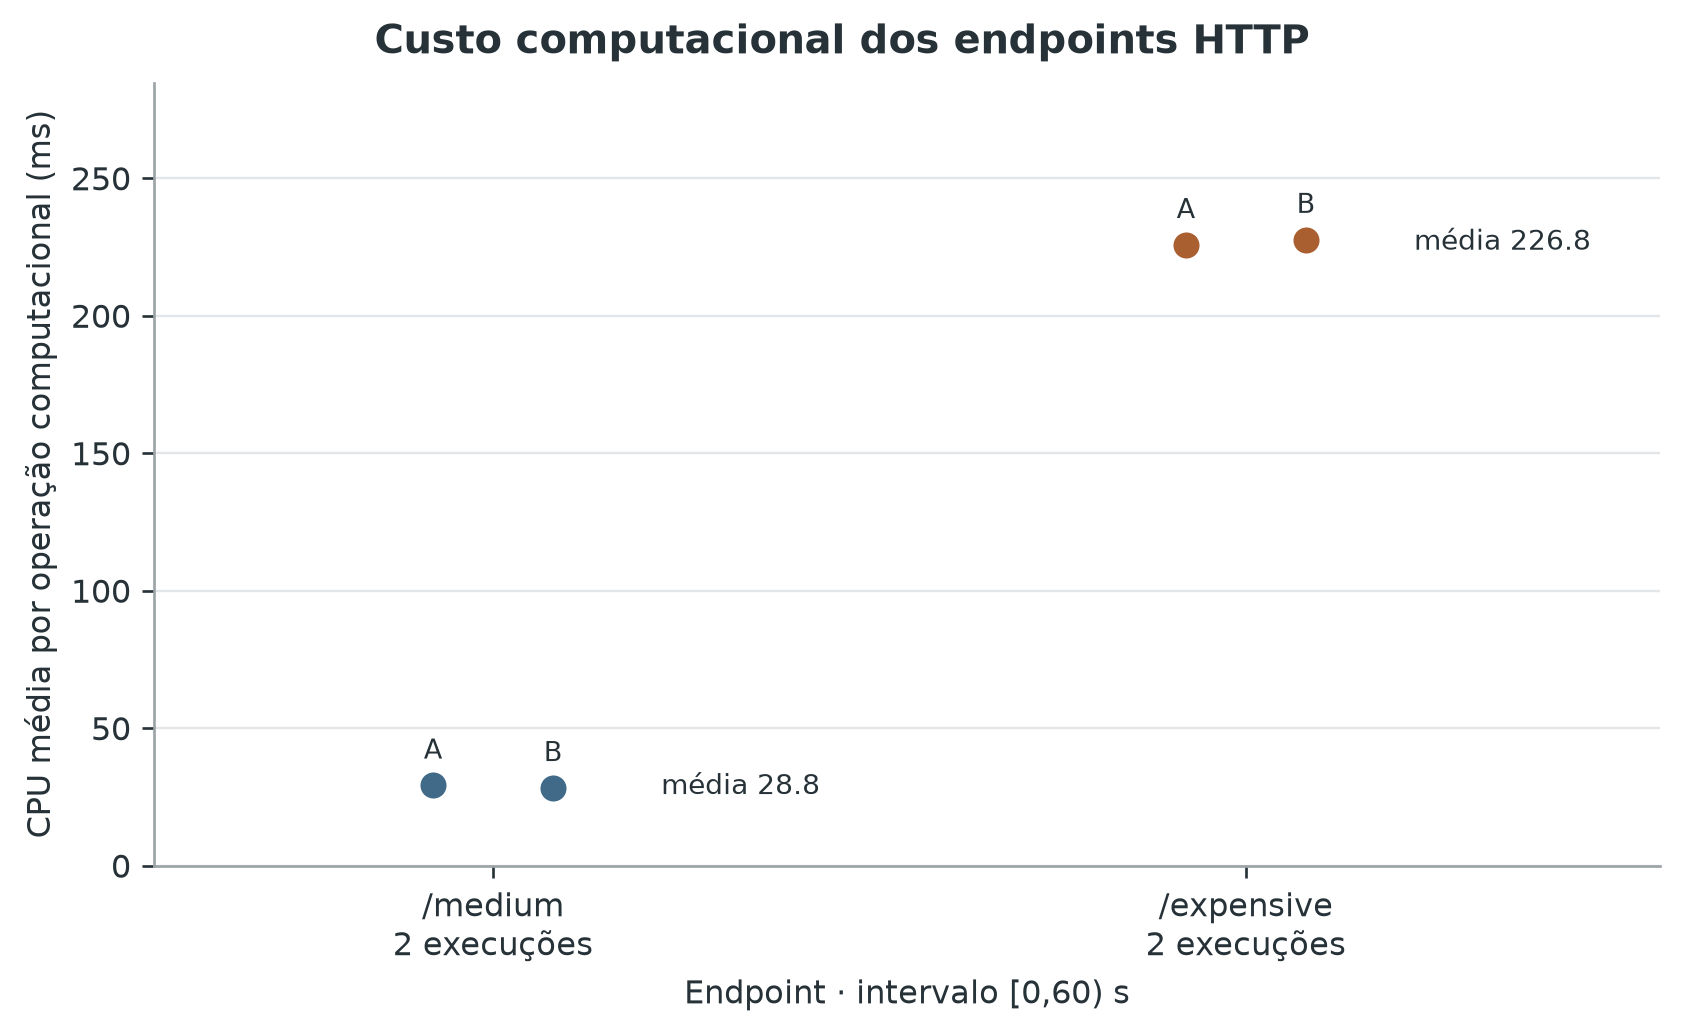 Custo computacional dos endpoints HTTP
CPU média por operação computacional (ms)
250
200
150
100
50
0
A
B
média 226.8
A
B
média 28.8
/medium
2 execuções
/expensive
2 execuções
Endpoint · intervalo [0,60) s